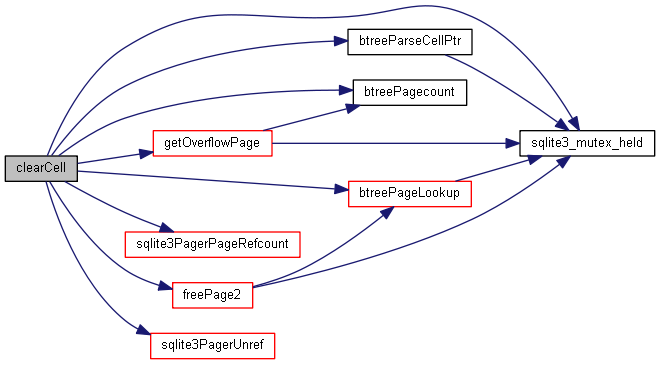 clearCell
btreeParseCellPtr
btreePagecount
getOverflowPage
sqlite3_mutex_held
btreePageLookup
sqlite3PagerPageRefcount
freePage2
sqlite3PagerUnref